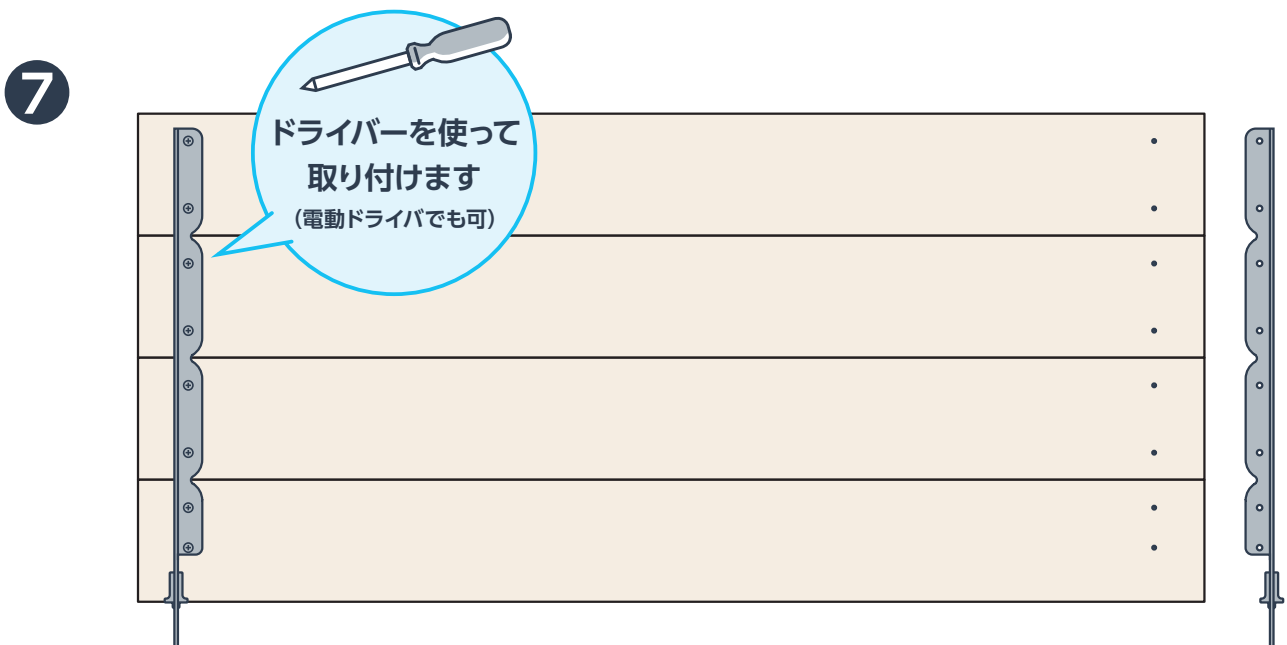 7
ドライバーを使って
取り付けます
（電動ドライバでも可）